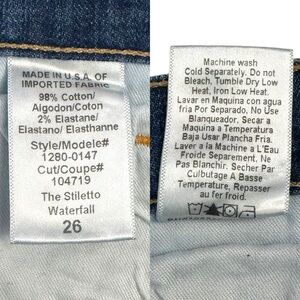 MADE IN U.S.A. OF
IMPORTED FABRIC
98% Cotton/
Algodon/Coton
2% Elastane/
Elastano/Elasthanne
Style/Modele#
1280-0147
Cut/Coupe#
104719
The Stiletto
Waterfall
26
Machine wash
Cold Separately. Do not
Bleach, Tumble Dry Low
Heat, Iron Low Heat.
Lavar en Maquina con agua
fria Por Separado, No Use
Blanqueador, Secar a
Maquina a Temperatura
Baja Usar Plancha Fria.
Laver a la Machine a L'Eau
Froide Separement, Ne
Pas Blanchir. Secher Par
Culbutage A Basse
Temperature, Repasser
au fer froid.